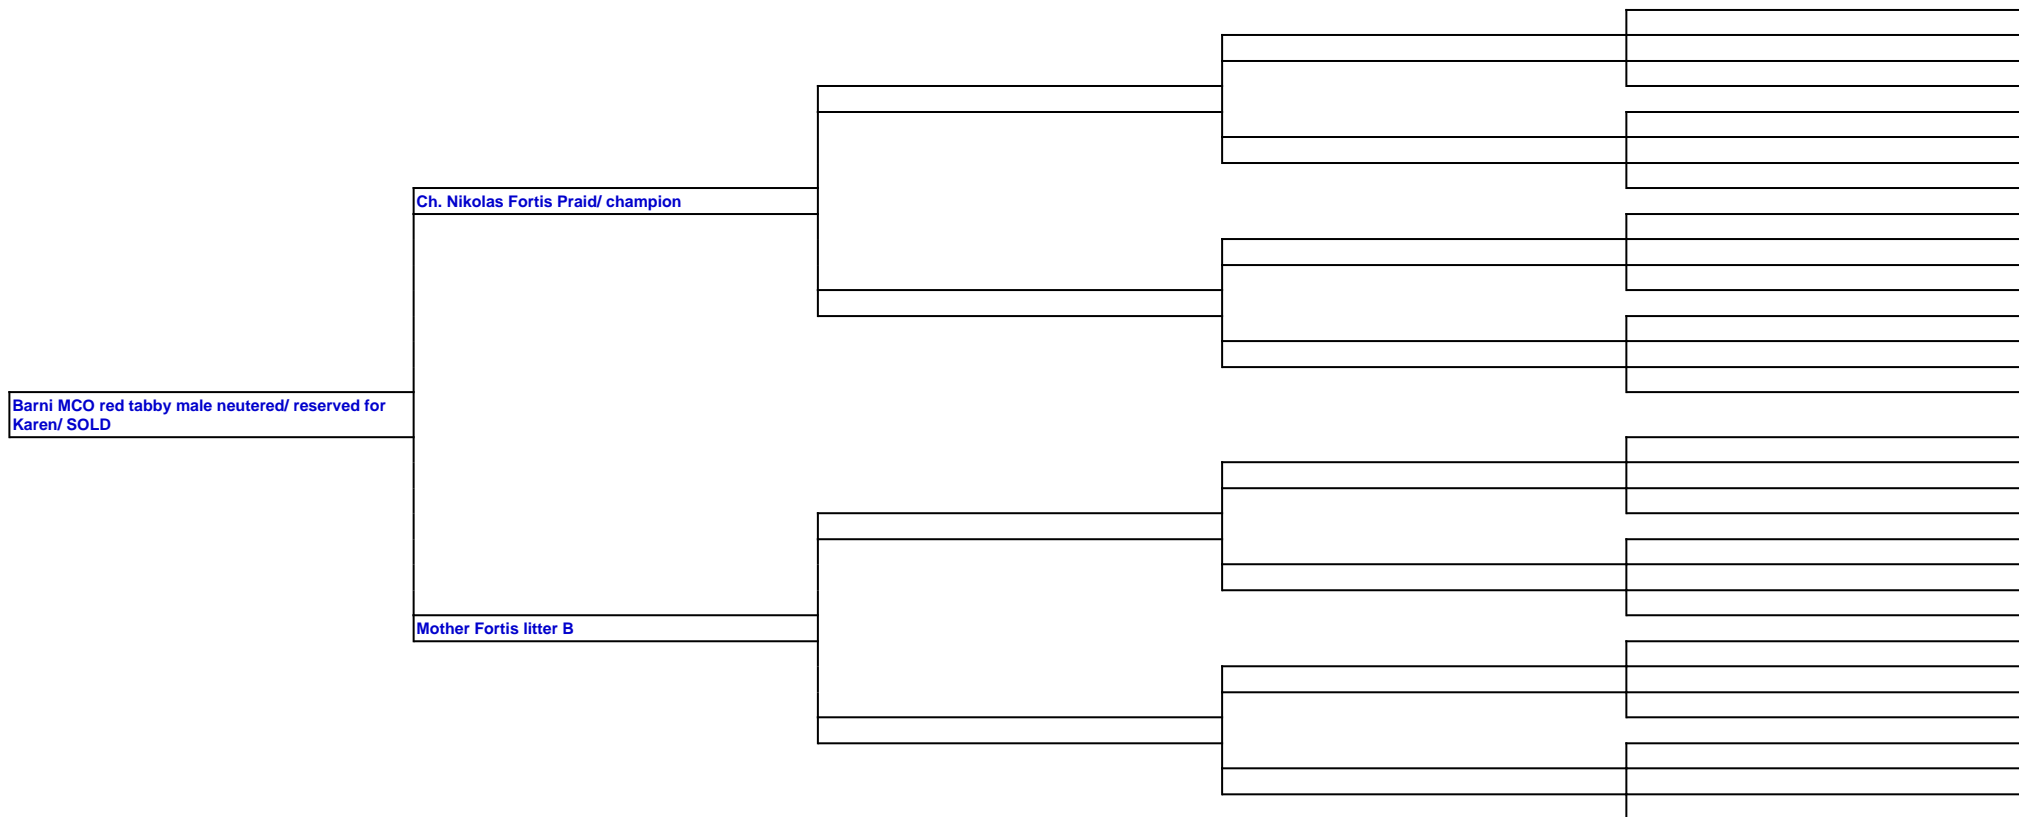 Ch. Nikolas Fortis Praid/ champion
Barni MCO red tabby male neutered/ reserved for
Karen/ SOLD
Mother Fortis litter B